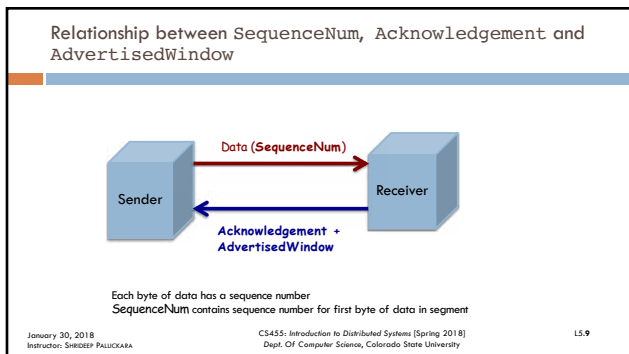 Relationship between SequenceNum, Acknowledgement and
AdvertisedWindow
Data (SequenceNum)
Sender
Receiver
Acknowledgement +
AdvertisedWindow
Each byte of data has a sequence number
SequenceNum contains sequence number for first byte of data in segment
January 30, 2018
Instructor: SHRIDEEP PALLICKARA
CS455: Introduction to Distributed Systems [Spring 2018]
Dept. Of Computer Science, Colorado State University
L5.9